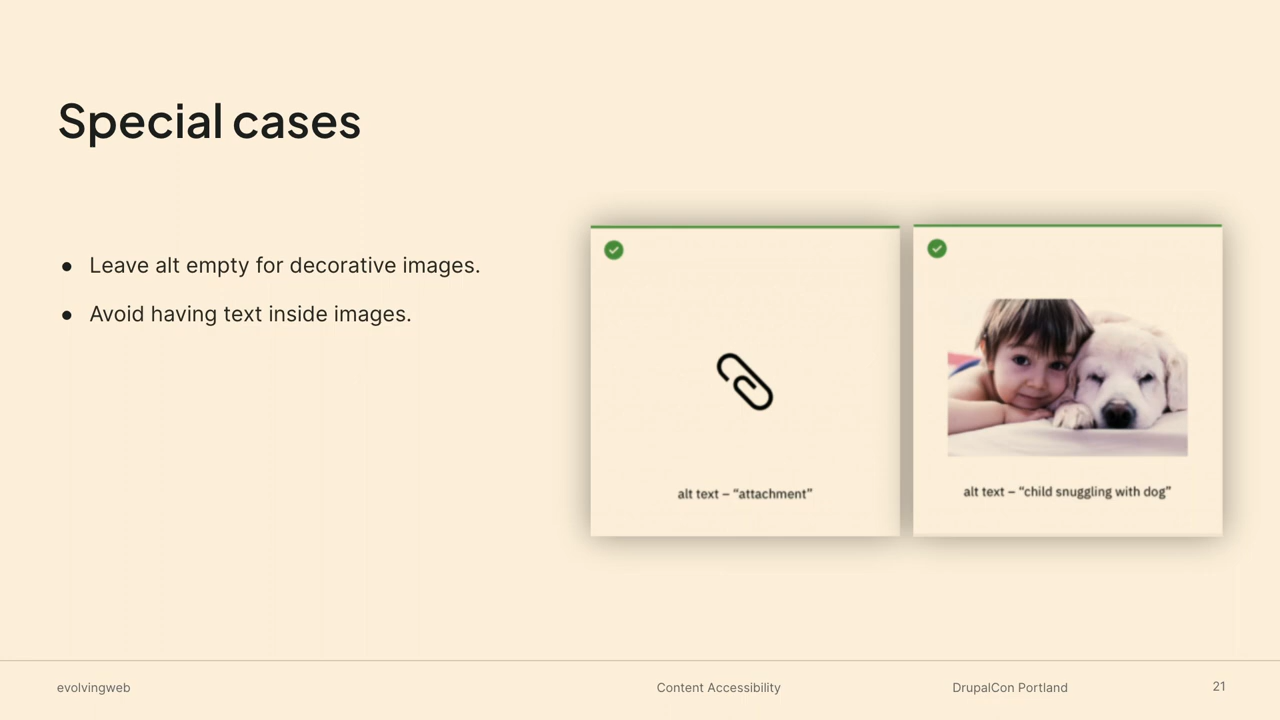 Special cases
● Leave alt empty for decorative images.
● Avoid having text inside images.
alt text – “attachment”
alt text – “child snuggling with dog”
evolvingweb
Content Accessibility
DrupalCon Portland
21